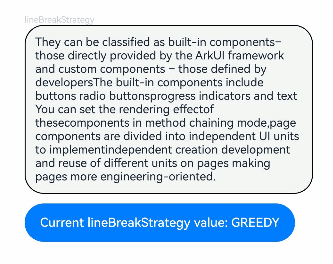 lineBreakStrategy
They can be classified as built-in components–
those directly provided by the ArkUI framework
and custom components – those defined by
developersThe built-in components include
buttons radio buttonsprogress indicators and text
You can set the rendering effectof
thesecomponents in method chaining mode,page
components are divided into independent UI units
to implementindependent creation development
and reuse of different units on pages making
pages more engineering-oriented.
Current lineBreakStrategy value: GREEDY